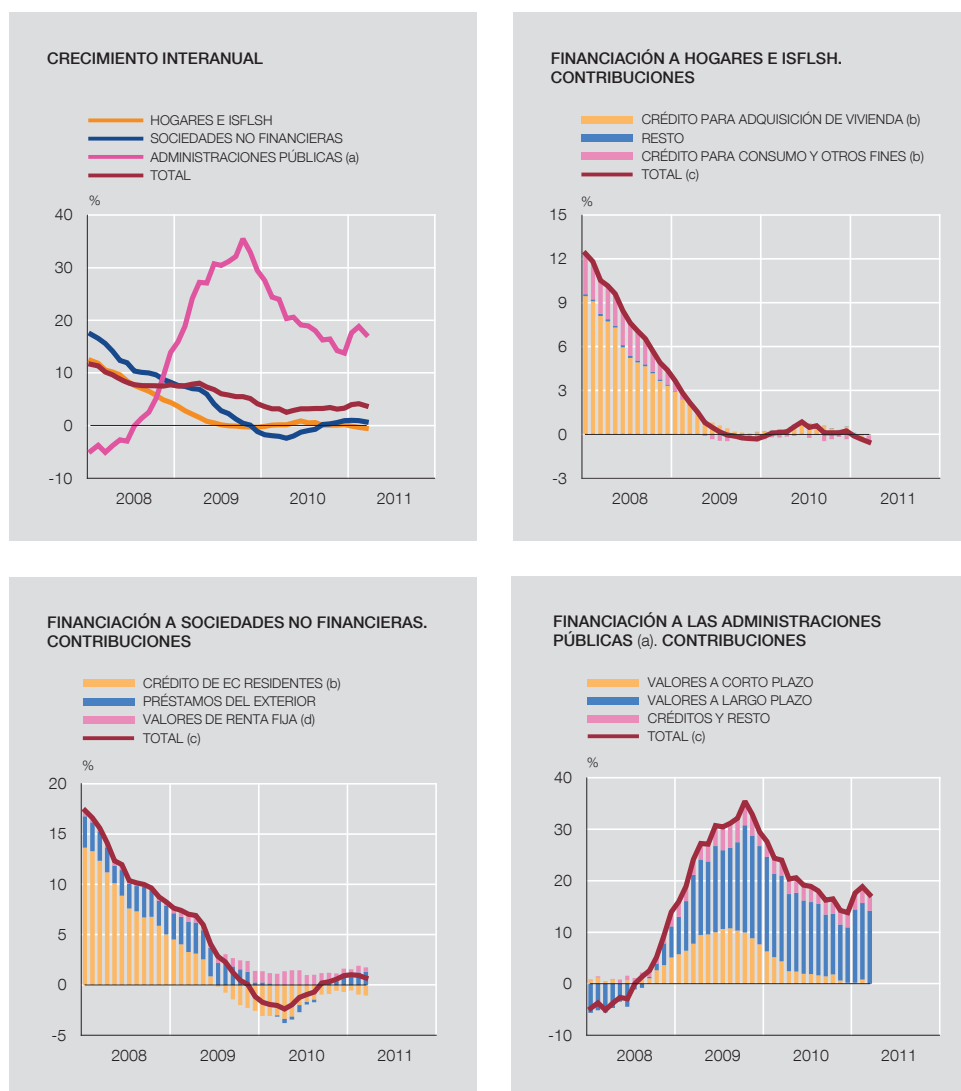 CRECIMIENTO INTERANUAL
HOGARES E ISFLSH
SOCIEDADES NO FINANCIERAS
ADMINISTRACIONES PÚBLICAS (a)
TOTAL
%
40
30
20
10
0
-10
2008 2009 2010 2011
FINANCIACIÓN A HOGARES E ISFLSH.
CONTRIBUCIONES
CRÉDITO PARA ADQUISICIÓN DE VIVIENDA (b)
RESTO
CRÉDITO PARA CONSUMO Y OTROS FINES (b)
TOTAL (c)
%
15
12
9
6
3
0
-3
2008 2009 2010 2011
FINANCIACIÓN A SOCIEDADES NO FINANCIERAS.
CONTRIBUCIONES
CRÉDITO DE EC RESIDENTES (b)
PRÉSTAMOS DEL EXTERIOR
VALORES DE RENTA FIJA (d)
TOTAL (c)
%
20
15
10
5
0
-5
2008 2009 2010 2011
FINANCIACIÓN A LAS ADMINISTRACIONES
PÚBLICAS (a). CONTRIBUCIONES
VALORES A CORTO PLAZO
VALORES A LARGO PLAZO
CRÉDITOS Y RESTO
TOTAL (c)
%
40
30
20
10
0
-10
2008 2009 2010 2011